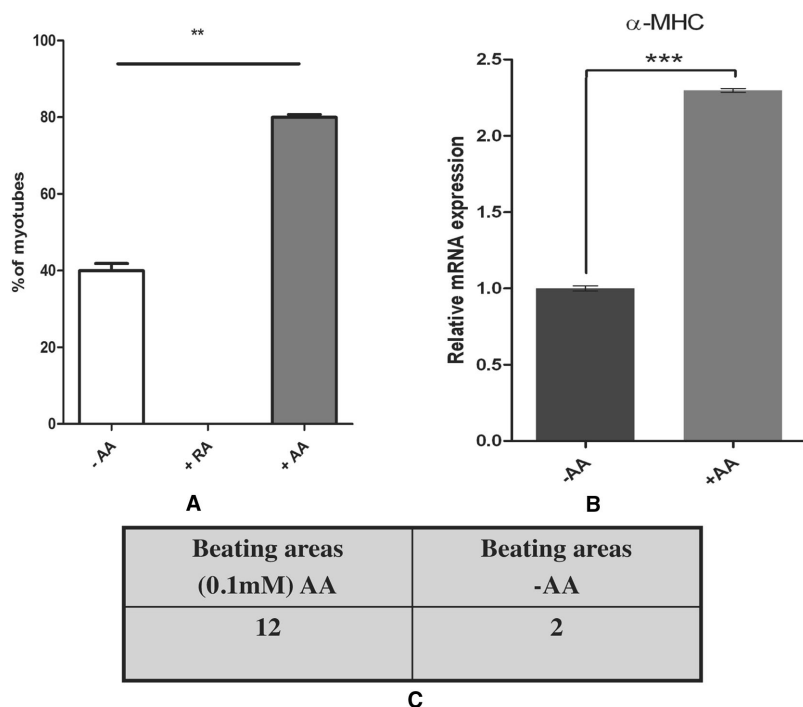 **
%of myotubes
100
80
60
40
20
0
- AA
+ RA
+ AA
A
α-MHC
***
Relative mRNA expression
2.5
2.0
1.5
1.0
0.5
0.0
-AA
+AA
B
Beating areas
(0.1mM) AA
Beating areas
-AA
12
2
C